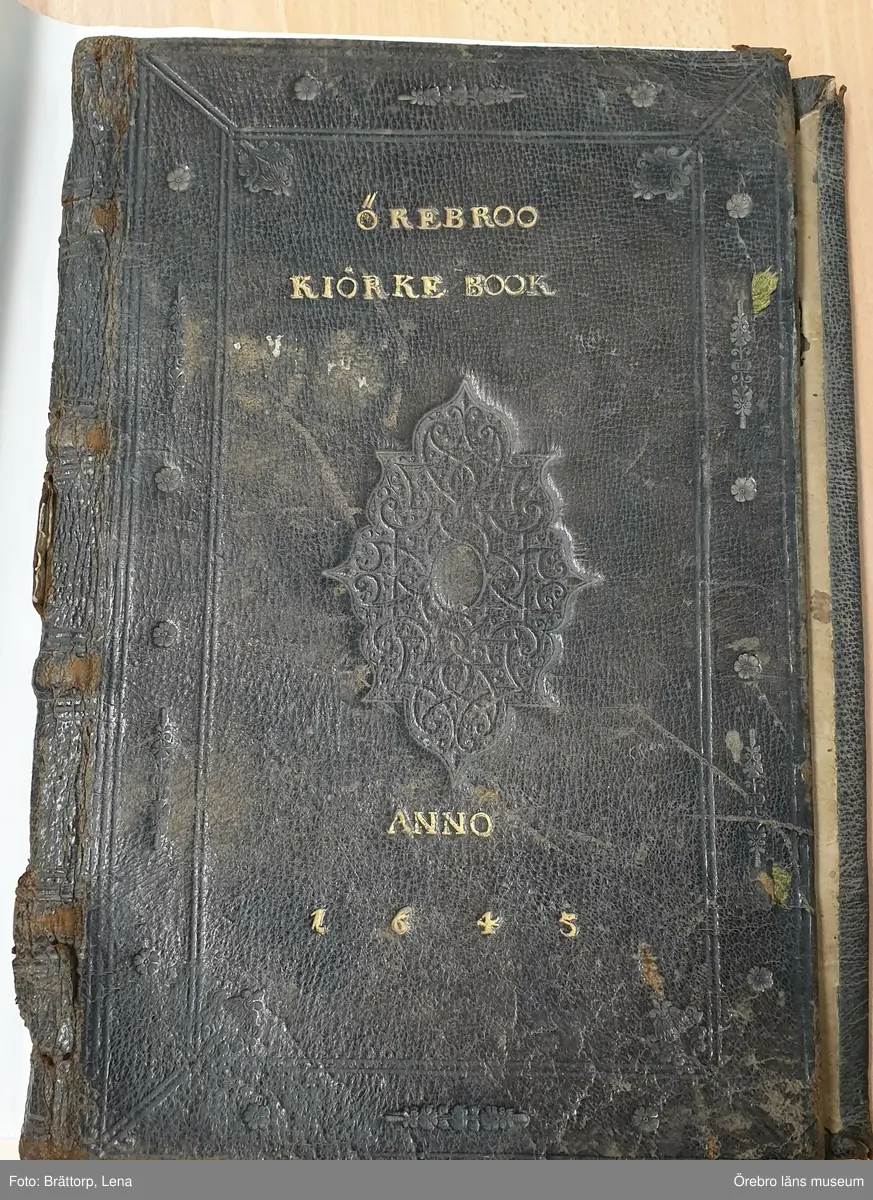 ÖREBROO
KIÖRKE BOOK
ANNO
1645
Foto: Brättorp, Lena
Örebro läns museum